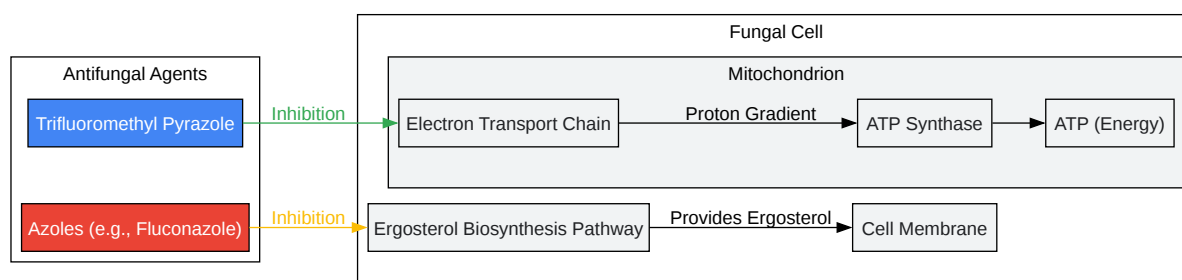 Fungal Cell
Antifungal Agents
Mitochondrion
Trifluoromethyl Pyrazole
Inhibition
Electron Transport Chain
Proton Gradient
ATP Synthase
ATP (Energy)
Azoles (e.g., Fluconazole)
Inhibition
Ergosterol Biosynthesis Pathway
Provides Ergosterol
Cell Membrane